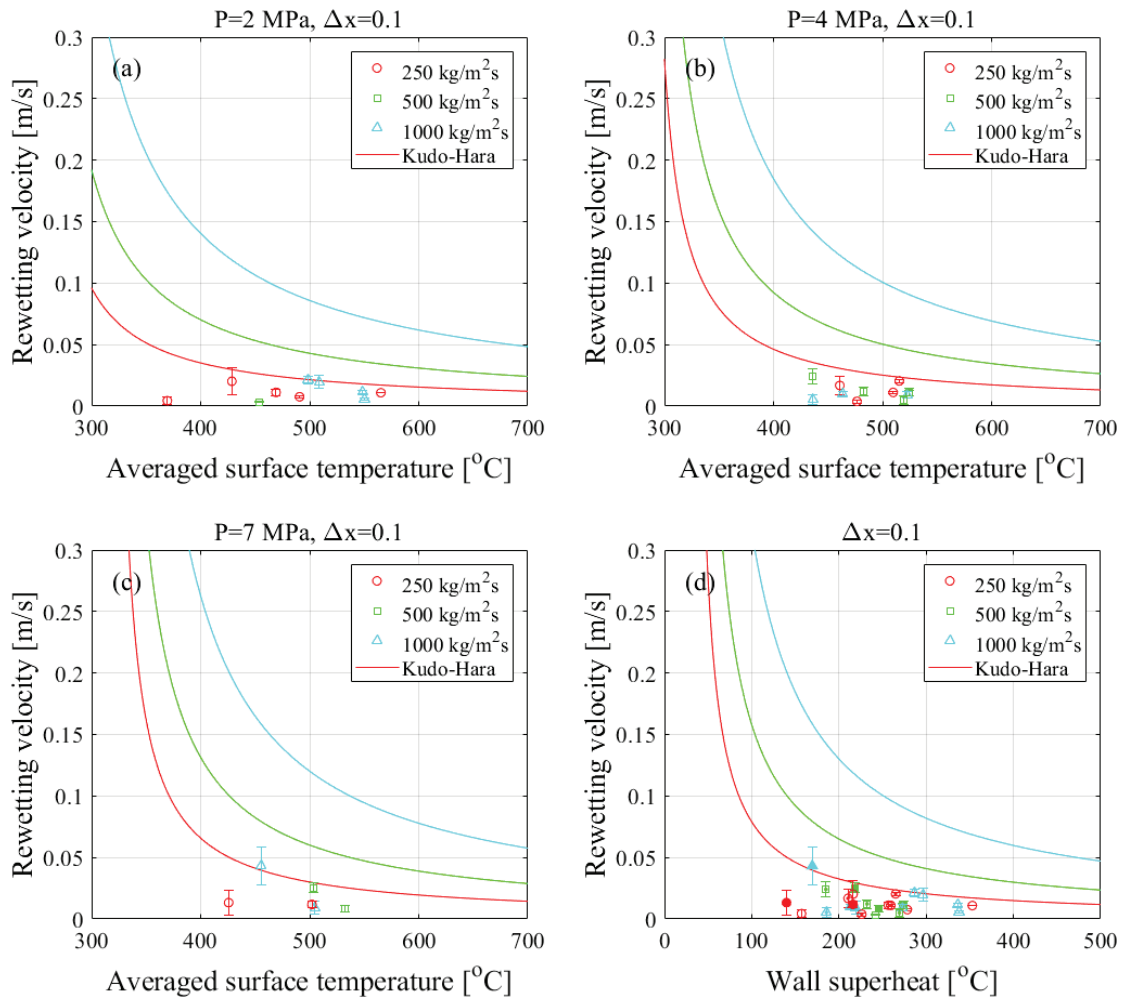 P=2 MPa, Δx=0.1
(a)
250 kg/m²s
500 kg/m²s
1000 kg/m²s
Kudo-Hara
Rewetting velocity [m/s]
0.3
0.25
0.2
0.15
0.1
0.05
0
300 400 500 600 700
Averaged surface temperature [°C]
P=4 MPa, Δx=0.1
(b)
250 kg/m²s
500 kg/m²s
1000 kg/m²s
Kudo-Hara
Rewetting velocity [m/s]
0.3
0.25
0.2
0.15
0.1
0.05
0
300 400 500 600 700
Averaged surface temperature [°C]
P=7 MPa, Δx=0.1
(c)
250 kg/m²s
500 kg/m²s
1000 kg/m²s
Kudo-Hara
Rewetting velocity [m/s]
0.3
0.25
0.2
0.15
0.1
0.05
0
300 400 500 600 700
Averaged surface temperature [°C]
Δx=0.1
(d)
250 kg/m²s
500 kg/m²s
1000 kg/m²s
Kudo-Hara
Rewetting velocity [m/s]
0.3
0.25
0.2
0.15
0.1
0.05
0
0 100 200 300 400 500
Wall superheat [°C]